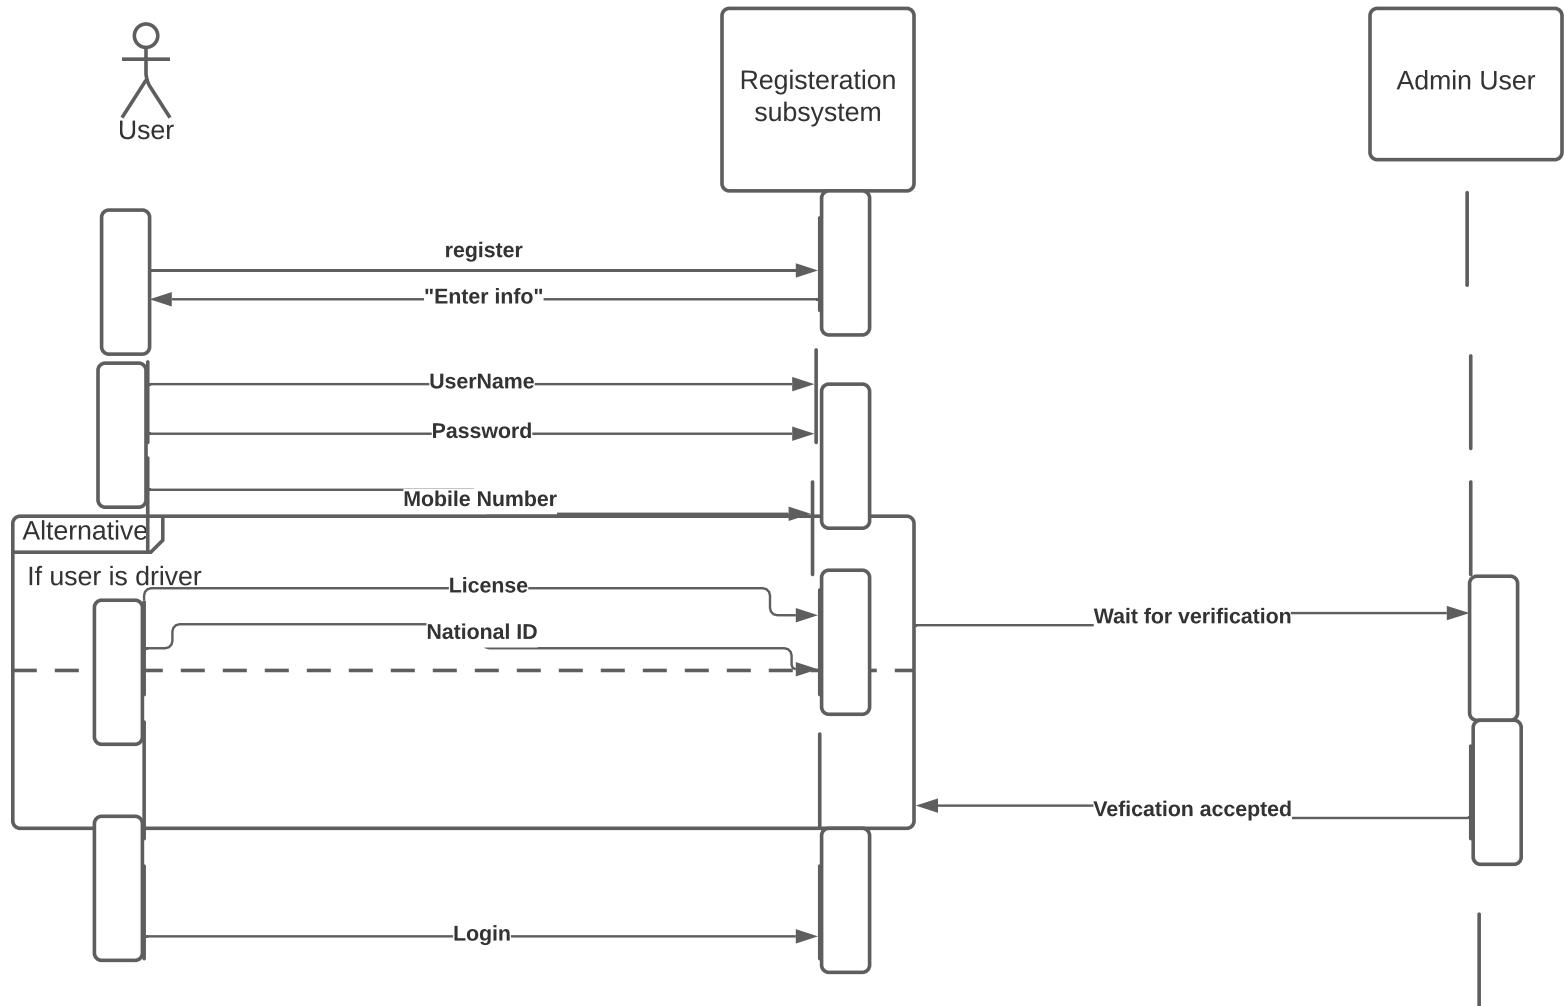 User
Registeration
subsystem
Admin User
register
"Enter info"
UserName
Password
Mobile Number
Alternative
If user is driver
License
National ID
Wait for verification
Vefication accepted
Login